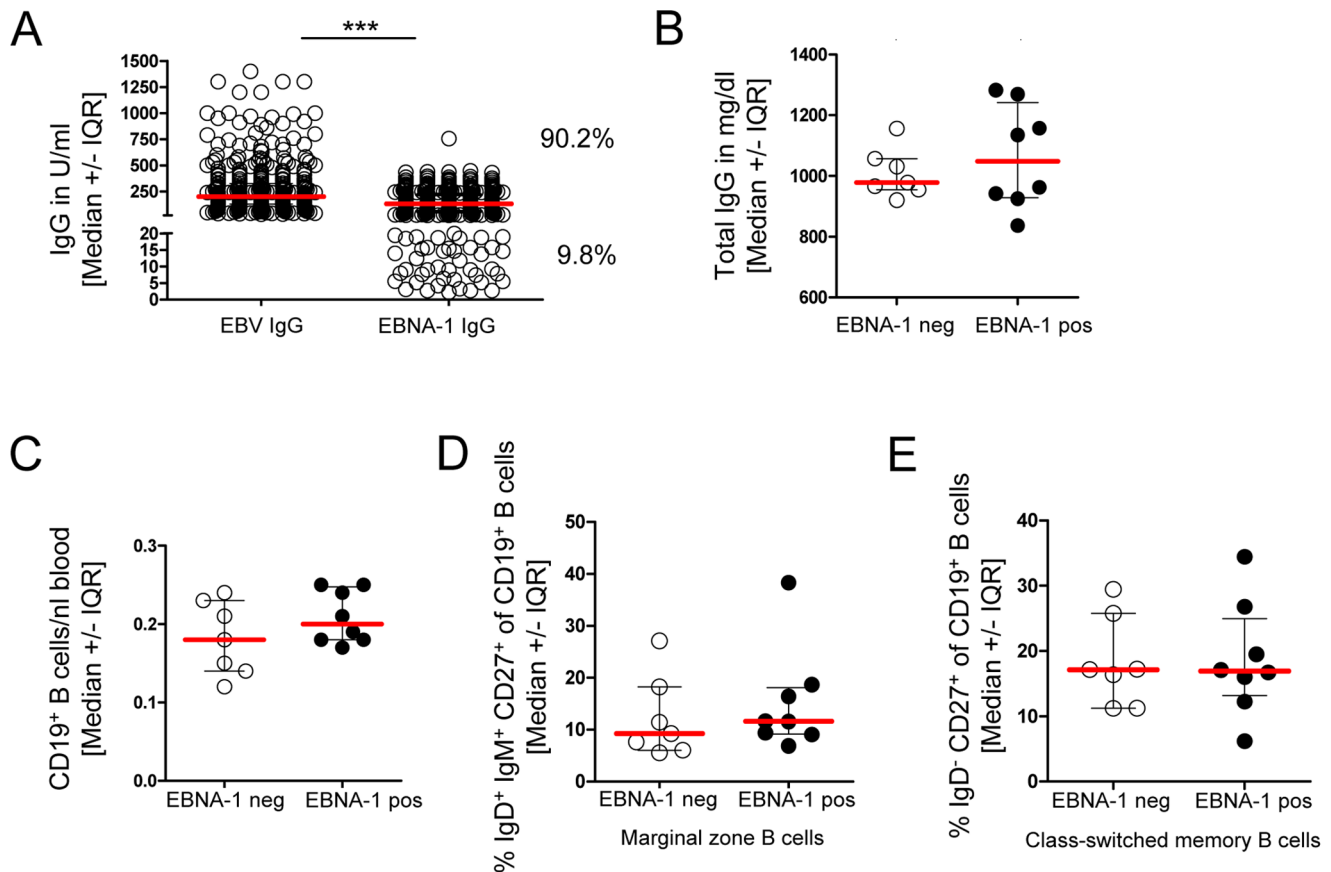 A
***
IgG in U/ml
[Median +/- IQR]
1500
1250
1000
750
500
250
20
15
10
5
0
90.2%
9.8%
EBV IgG
EBNA-1 IgG
B
Total IgG in mg/dl
[Median +/- IQR]
1400
1200
1000
800
600
EBNA-1 neg
EBNA-1 pos
C
CD19⁺ B cells/nl blood
[Median +/- IQR]
0.3
0.2
0.1
0.0
EBNA-1 neg
EBNA-1 pos
D
% IgD⁺ IgM⁺ CD27⁺ of CD19⁺ B cells
[Median +/- IQR]
50
40
30
20
10
0
EBNA-1 neg
EBNA-1 pos
Marginal zone B cells
E
% IgD⁻ CD27⁺ of CD19⁺ B cells
[Median +/- IQR]
40
30
20
10
0
EBNA-1 neg
EBNA-1 pos
Class-switched memory B cells